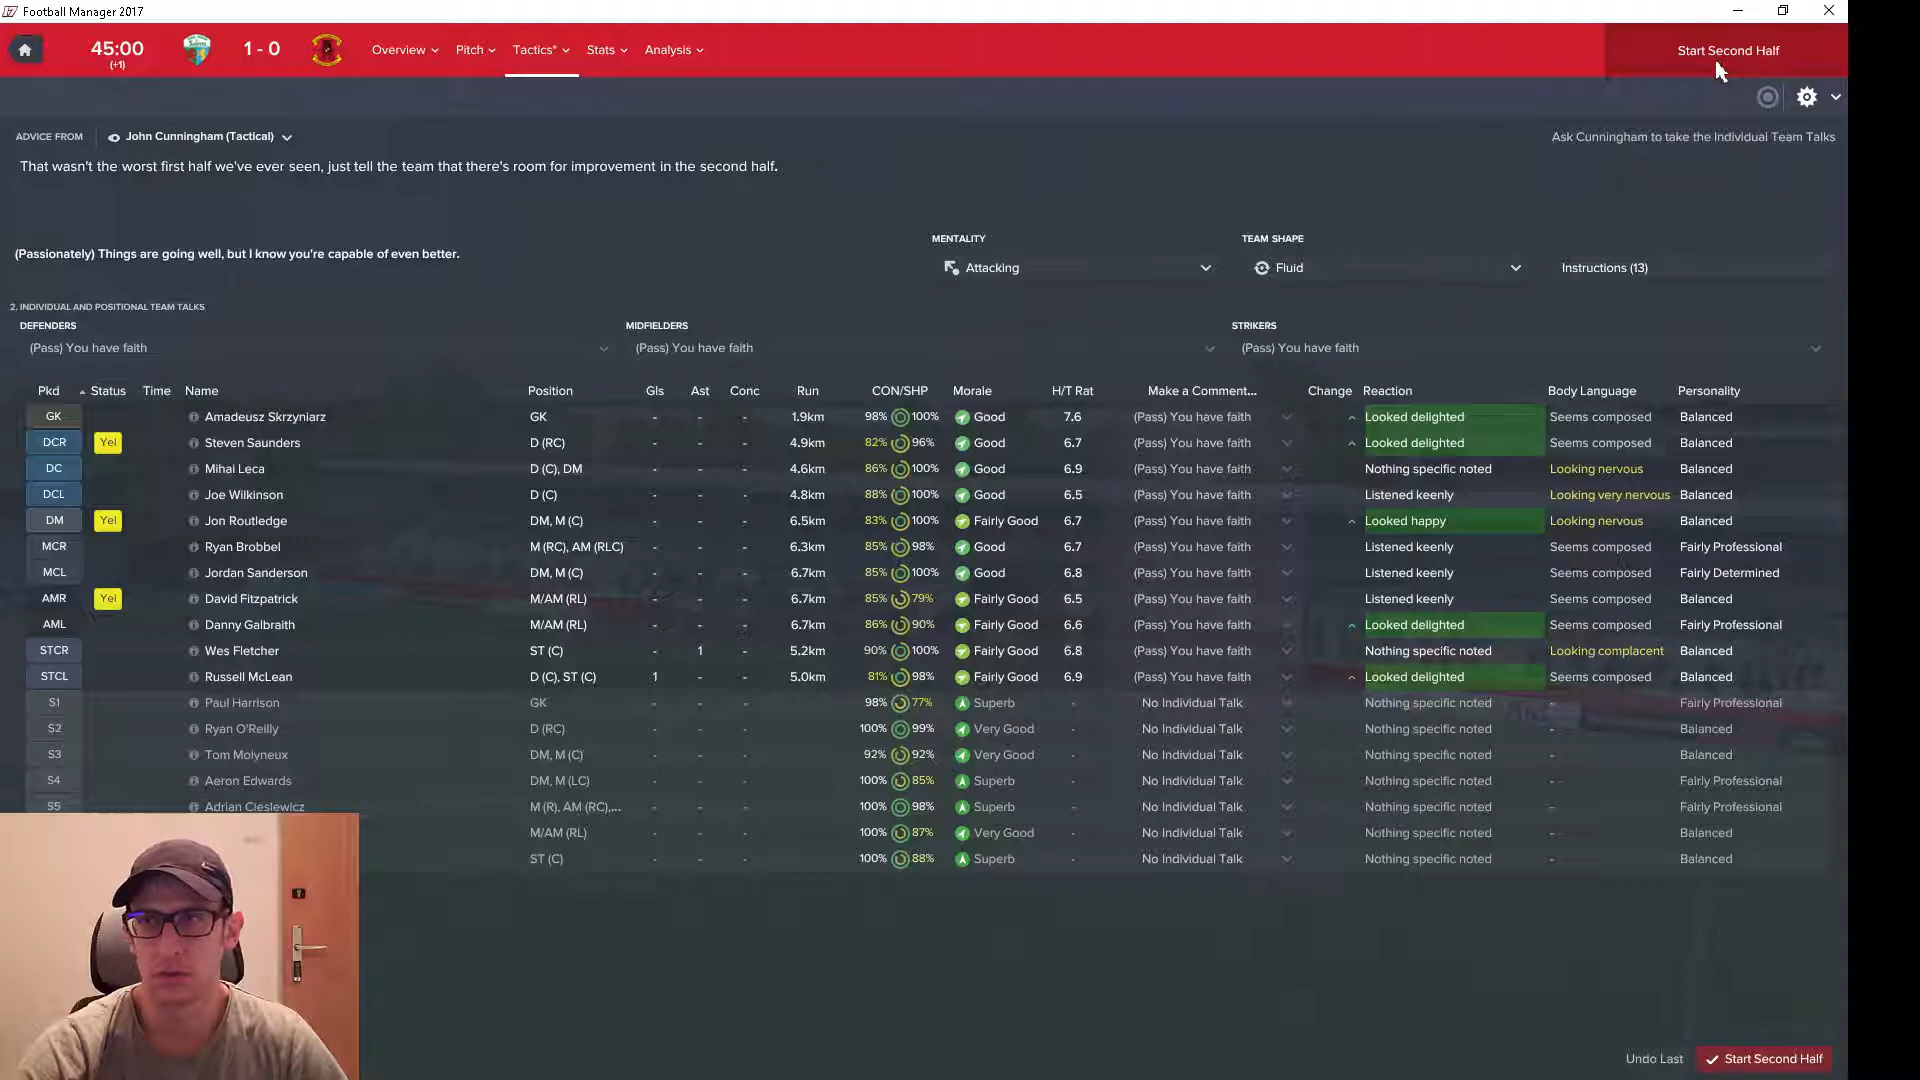 Football Manager 2017
45:00
(+1)
1 - 0
Overview
Pitch
Tactics*
Stats
Analysis
Start Second Half
ADVICE FROM
John Cunningham (Tactical)
Ask Cunningham to take the Individual Team Talks
That wasn't the worst first half we've ever seen, just tell the team that there's room for improvement in the second half.
MENTALITY
TEAM SHAPE
(Passionately) Things are going well, but I know you're capable of even better.
Attacking
Fluid
Instructions (13)
2. INDIVIDUAL AND POSITIONAL TEAM TALKS
DEFENDERS MIDFIELDERS STRIKERS
(Pass) You have faith (Pass) You have faith (Pass) You have faith
Pkd Status Time Name Position Gls Ast Conc Run CON/SHP Morale H/T Rat Make a Comment... Change Reaction Body Language Personality
GK Amadeusz Skrzyniarz GK - - - 1.9km 98% 100% Good 7.6 (Pass) You have faith Looked delighted Seems composed Balanced
DCR Yel Steven Saunders D (RC) - - - 4.9km 82% 96% Good 6.7 (Pass) You have faith Looked delighted Seems composed Balanced
DC Mihai Leca D (C), DM - - - 4.6km 86% 100% Good 6.9 (Pass) You have faith Nothing specific noted Looking nervous Balanced
DCL Joe Wilkinson D (C) - - - 4.8km 88% 100% Good 6.5 (Pass) You have faith Listened keenly Looking very nervous Balanced
DM Yel Jon Routledge DM, M (C) - - - 6.5km 83% 100% Fairly Good 6.7 (Pass) You have faith Looked happy Looking nervous Balanced
MCR Ryan Brobbel M (RC), AM (RLC) - - - 6.3km 85% 98% Good 6.7 (Pass) You have faith Listened keenly Seems composed Fairly Professional
MCL Jordan Sanderson DM, M (C) - - - 6.7km 85% 100% Good 6.8 (Pass) You have faith Listened keenly Seems composed Fairly Determined
AMR Yel David Fitzpatrick M/AM (RL) - - - 6.7km 85% 79% Fairly Good 6.5 (Pass) You have faith Listened keenly Seems composed Balanced
AML Danny Galbraith M/AM (RL) - - - 6.7km 86% 90% Fairly Good 6.6 (Pass) You have faith Looked delighted Seems composed Fairly Professional
STCR Wes Fletcher ST (C) - 1 - 5.2km 90% 100% Fairly Good 6.8 (Pass) You have faith Nothing specific noted Looking complacent Balanced
STCL Russell McLean D (C), ST (C) 1 - - 5.0km 81% 98% Fairly Good 6.9 (Pass) You have faith Looked delighted Seems composed Balanced
S1 Paul Harrison GK - - - 98% 77% Superb - No Individual Talk Nothing specific noted - Fairly Professional
S2 Ryan O'Reilly D (RC) - - - 100% 99% Very Good - No Individual Talk Nothing specific noted - Balanced
S3 Tom Molyneux DM, M (C) - - - 92% 92% Very Good - No Individual Talk Nothing specific noted - Balanced
S4 Aeron Edwards DM, M (LC) - - - 100% 85% Superb - No Individual Talk Nothing specific noted - Fairly Professional
S5 Adrian Cieslewicz M (R), AM (RC),... - - - 100% 98% Superb - No Individual Talk Nothing specific noted - Fairly Professional
M/AM (RL) - - - 100% 87% Very Good - No Individual Talk Nothing specific noted - Balanced
ST (C) - - - 100% 88% Superb - No Individual Talk Nothing specific noted - Balanced
Undo Last
Start Second Half